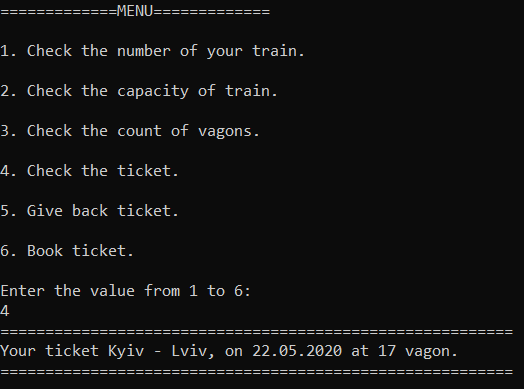 =============MENU=============
1. Check the number of your train.
2. Check the capacity of train.
3. Check the count of vagons.
4. Check the ticket.
5. Give back ticket.
6. Book ticket.
Enter the value from 1 to 6:
4
=========================================================
Your ticket Kyiv - Lviv, on 22.05.2020 at 17 vagon.
=========================================================